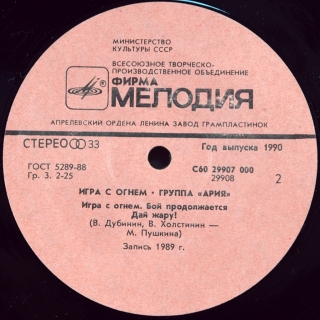 МИНИСТЕРСТВО
КУЛЬТУРЫ СССР
ВСЕСОЮЗНОЕ ТВОРЧЕСКО-
ПРОИЗВОДСТВЕННОЕ ОБЪЕДИНЕНИЕ
ФИРМА
МЕЛОДИЯ
АПРЕЛЕВСКИЙ ОРДЕНА ЛЕНИНА ЗАВОД ГРАМПЛАСТИНОК
СТЕРЕО 33
Год выпуска 1990
ГОСТ 5289-88
Гр. 3. 2-25
С60 29907 000
29908
2
ИГРА С ОГНЕМ • ГРУППА «АРИЯ»
Игра с огнем. Бой продолжается
Дай жару!
(В. Дубинин, В. Холстинин —
М. Пушкина)
Запись 1989 г.